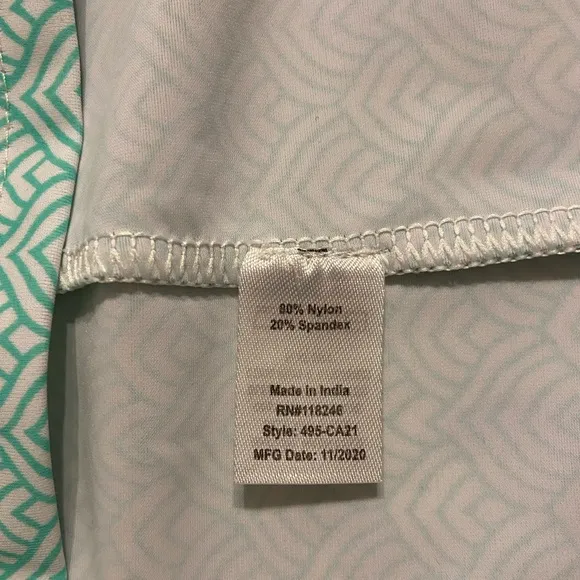 80% Nylon
20% Spandex
Made in India
RN#118246
Style: 495-CA21
MFG Date: 11/2020